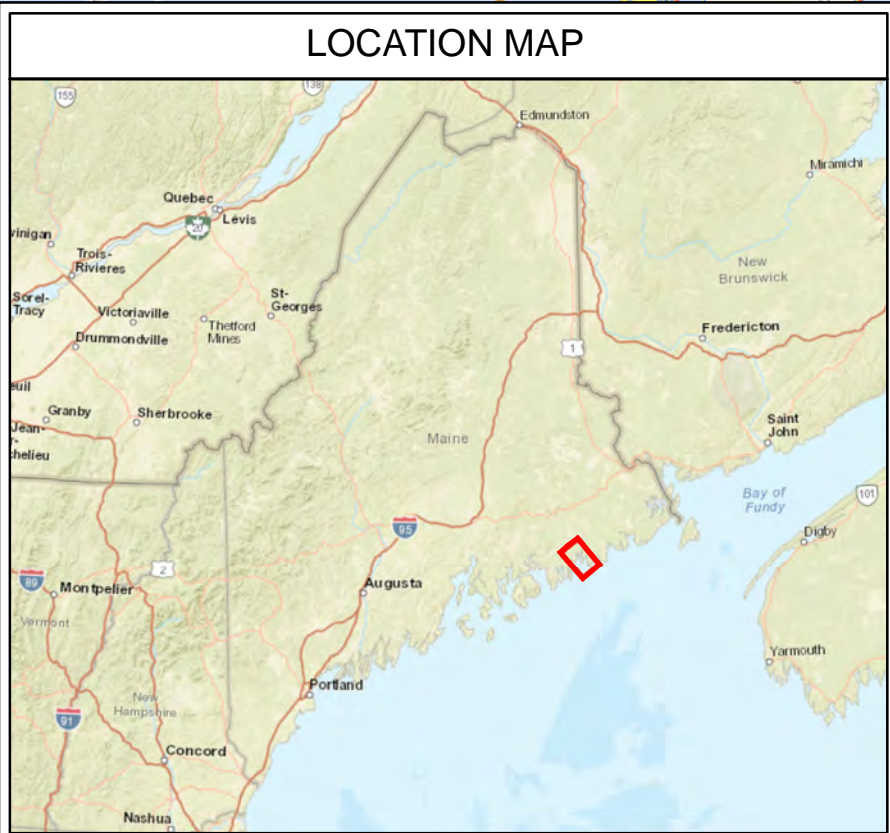 LOCATION MAP
155
138
Edmundston
Miramichi
Quebec
Lévis
20
vinigan
Trois-
Rivieres
New
Brunswick
Sorel-
Tracy
Victoriaville
St-
Georges
Thetford
Mines
Drummondville
Fredericton
1
euil
Granby
Sherbrooke
Jean-
r-
chelieu
Maine
Saint
John
Bay of
Fundy
101
95
Digby
2
89
Montpelier
Augusta
Vermont
Yarmouth
Portland
New
Hampshire
91
Concord
Nashua